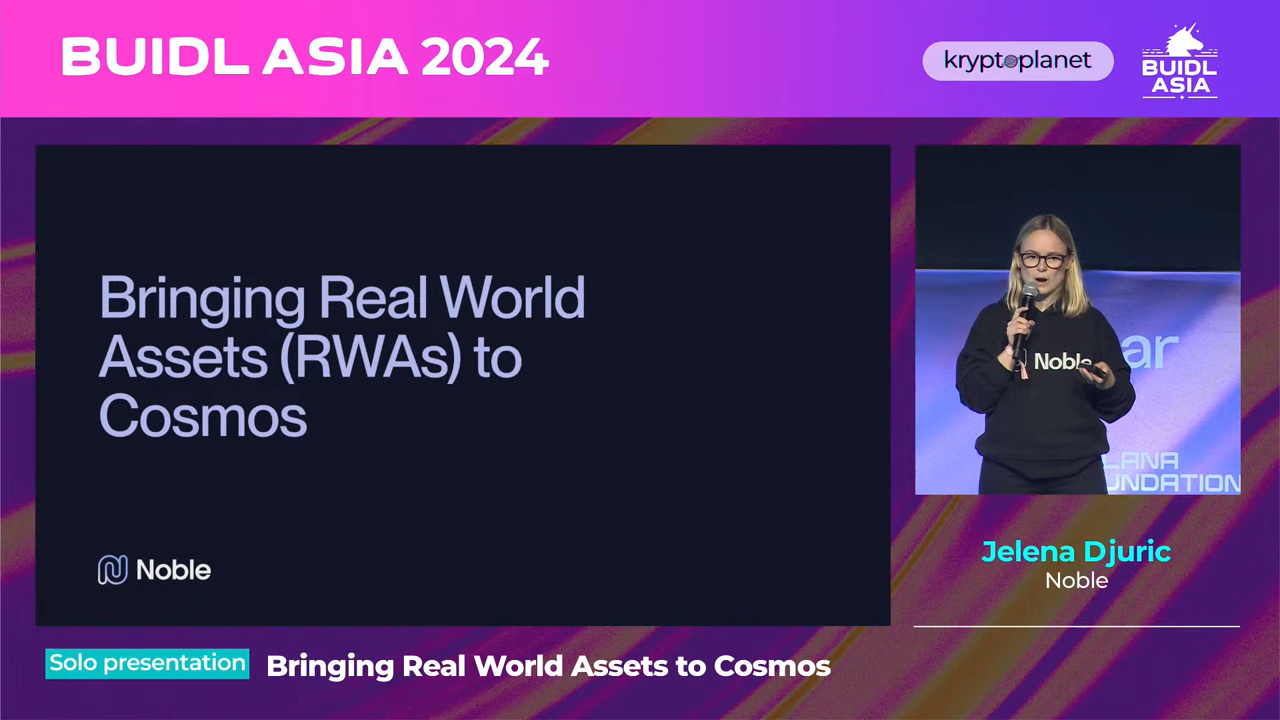 BUIDL ASIA 2024
kryptoplanet
BUIDL
ASIA
Bringing Real World
Assets (RWAs) to
Cosmos
Noble
Noble
Jelena Djuric
Noble
Solo presentation
Bringing Real World Assets to Cosmos